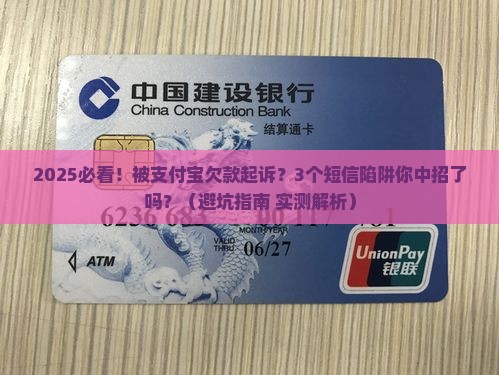 中国建设银行
China Construction Bank
结算通卡
2025必看！被支付宝欠款起诉？3个短信陷阱你中招了
吗？（避坑指南 实测解析）
MONTH/YEAR
VALID
THRU
06/27
ATM
UnionPay
银联